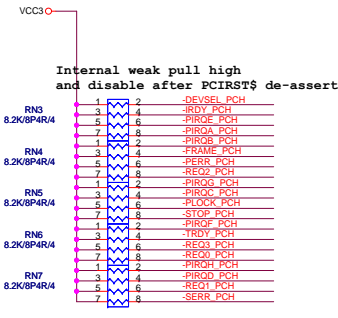 VCC3
Internal weak pull high
and disable after PCIRST$ de-assert
1 2 -DEVSEL_PCH
RN3 3 4 -IRDY_PCH
8.2K/8P4R/4 5 6 -PIRQE_PCH
7 8 -PIRQA_PCH
1 2 -PIRQB_PCH
RN4 3 4 -FRAME_PCH
8.2K/8P4R/4 5 6 -PERR_PCH
7 8 -REQ2_PCH
1 2 -PIRQG_PCH
RN5 3 4 -PIRQC_PCH
8.2K/8P4R/4 5 6 -PLOCK_PCH
7 8 -STOP_PCH
1 2 -PIRQF_PCH
RN6 3 4 -TRDY_PCH
8.2K/8P4R/4 5 6 -REQ3_PCH
7 8 -REQ0_PCH
1 2 -PIRQH_PCH
RN7 3 4 -PIRQD_PCH
8.2K/8P4R/4 5 6 -REQ1_PCH
7 8 -SERR_PCH